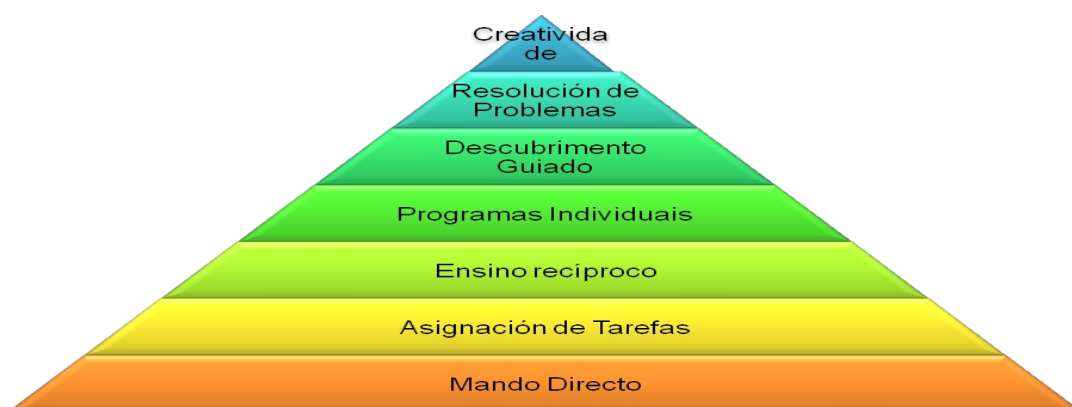 Creativida
de
Resolución de
Problemas
Descubrimento
Guiado
Programas Individuais
Ensino recíproco
Asignación de Tarefas
Mando Directo